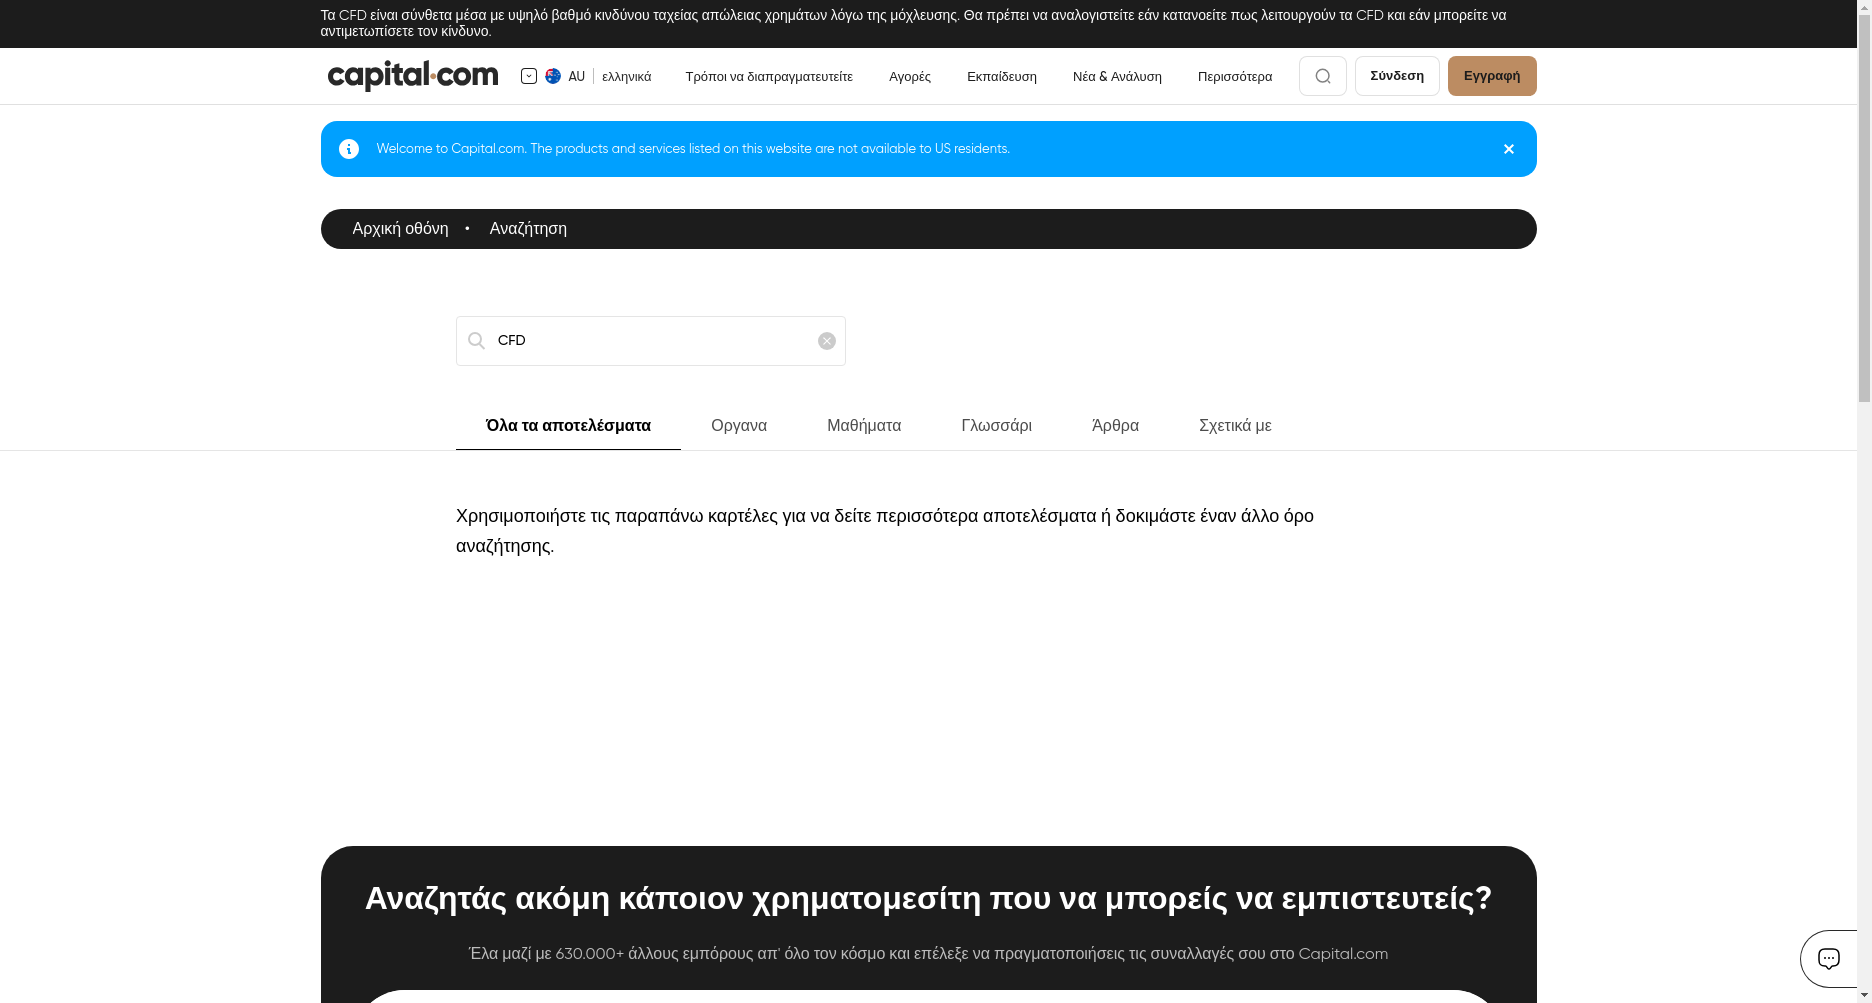 Τα CFD είναι σύνθετα μέσα με υψηλό βαθμό κινδύνου ταχείας απώλειας χρημάτων λόγω της μόχλευσης. Θα πρέπει να αναλογιστείτε εάν κατανοείτε πως λειτουργούν τα CFD και εάν μπορείτε να
αντιμετωπίσετε τον κίνδυνο.
capital.com AU ελληνικά Τρόποι να διαπραγματευτείτε Αγορές Εκπαίδευση Νέα & Ανάλυση Περισσότερα Σύνδεση Εγγραφή
Welcome to Capital.com. The products and services listed on this website are not available to US residents.
Αρχική οθόνη • Αναζήτηση
CFD
Όλα τα αποτελέσματα Οργανα Μαθήματα Γλωσσάρι Άρθρα Σχετικά με
Χρησιμοποιήστε τις παραπάνω καρτέλες για να δείτε περισσότερα αποτελέσματα ή δοκιμάστε έναν άλλο όρο
αναζήτησης.
Αναζητάς ακόμη κάποιον χρηματομεσίτη που να μπορείς να εμπιστευτείς?
Έλα μαζί με 630.000+ άλλους εμπόρους απ' όλο τον κόσμο και επέλεξε να πραγματοποιήσεις τις συναλλαγές σου στο Capital.com